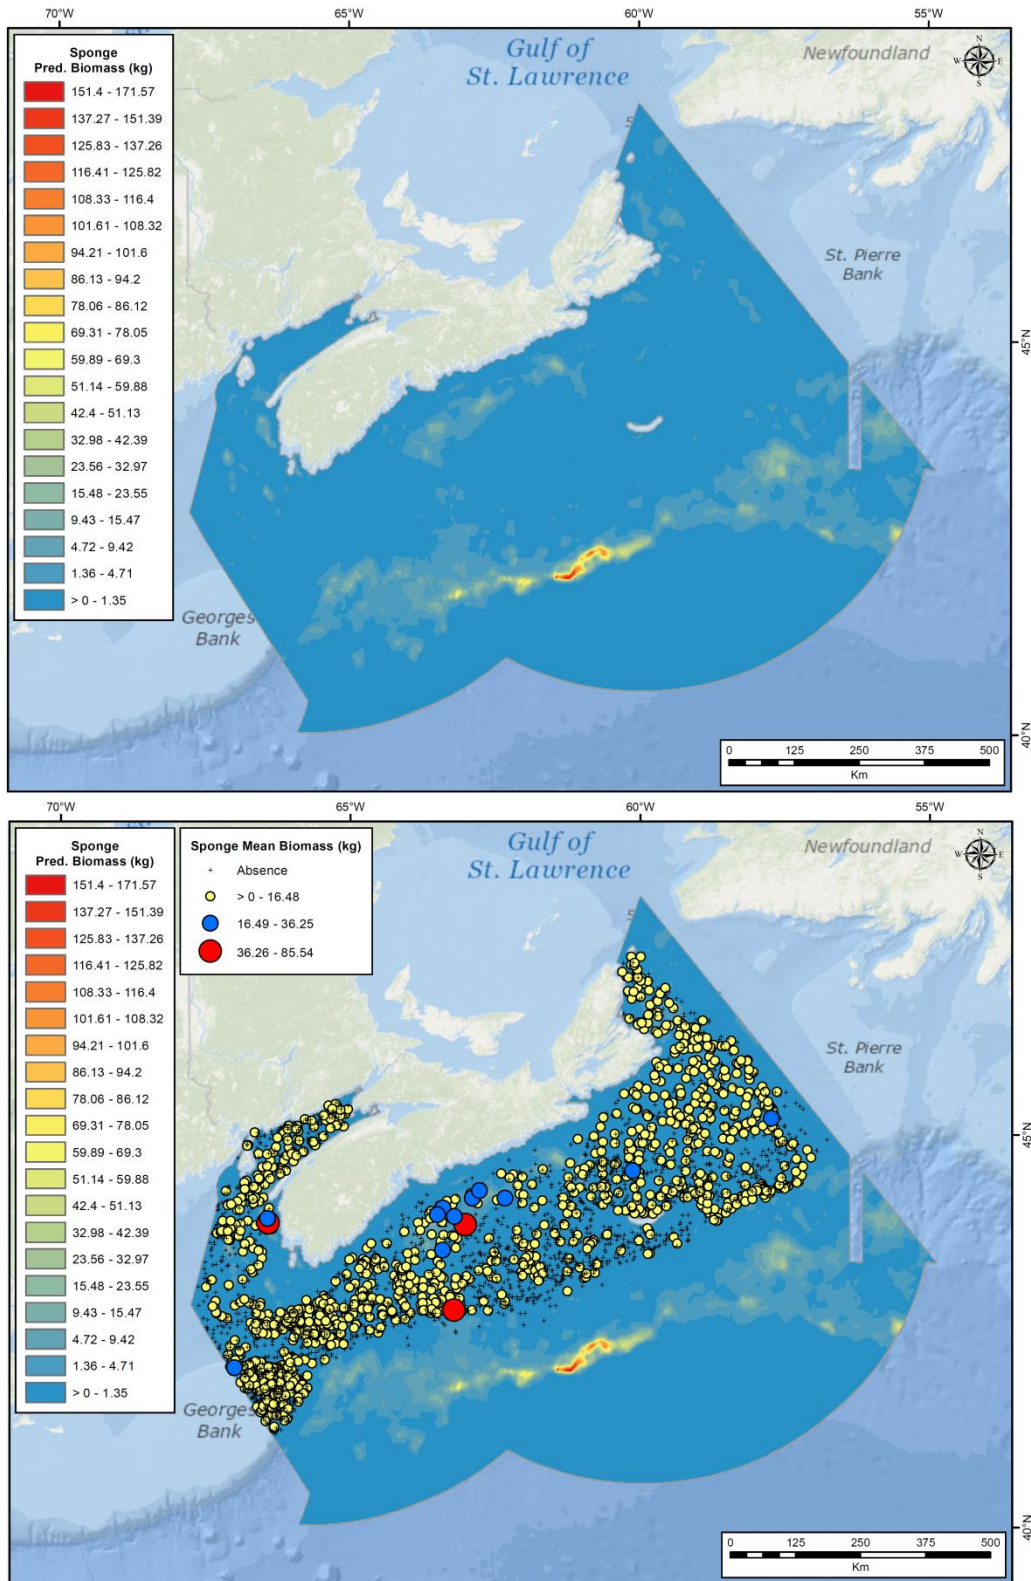 70°W
65°W
60°W
55°W
Sponge
Pred. Biomass (kg)
151.4 - 171.57
137.27 - 151.39
125.83 - 137.26
116.41 - 125.82
108.33 - 116.4
101.61 - 108.32
94.21 - 101.6
86.13 - 94.2
78.06 - 86.12
69.31 - 78.05
59.89 - 69.3
51.14 - 59.88
42.4 - 51.13
32.98 - 42.39
23.56 - 32.97
15.48 - 23.55
9.43 - 15.47
4.72 - 9.42
1.36 - 4.71
> 0 - 1.35
Gulf of
St. Lawrence
Newfoundland
N
W E
S
S
St. Pierre
Bank
45°N
Georges
Bank
40°N
0 125 250 375 500
Km
70°W
65°W
60°W
55°W
Sponge
Pred. Biomass (kg)
151.4 - 171.57
137.27 - 151.39
125.83 - 137.26
116.41 - 125.82
108.33 - 116.4
101.61 - 108.32
94.21 - 101.6
86.13 - 94.2
78.06 - 86.12
69.31 - 78.05
59.89 - 69.3
51.14 - 59.88
42.4 - 51.13
32.98 - 42.39
23.56 - 32.97
15.48 - 23.55
9.43 - 15.47
4.72 - 9.42
1.36 - 4.71
> 0 - 1.35
Sponge Mean Biomass (kg)
Absence
> 0 - 16.48
16.49 - 36.25
36.26 - 85.54
Gulf of
St. Lawrence
Newfoundland
N
W E
S
S
St. Pierre
Bank
45°N
Georges
Bank
40°N
0 125 250 375 500
Km